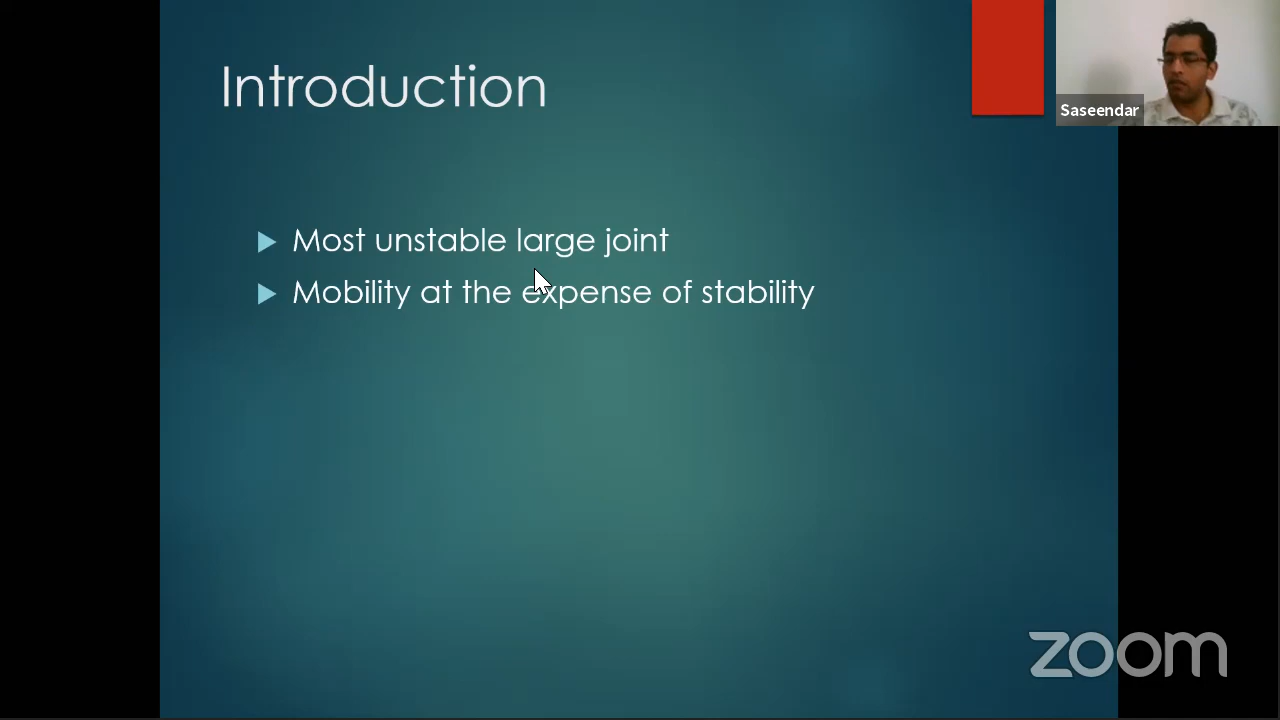 Introduction
Saseendar
Most unstable large joint
Mobility at the expense of stability
zoom